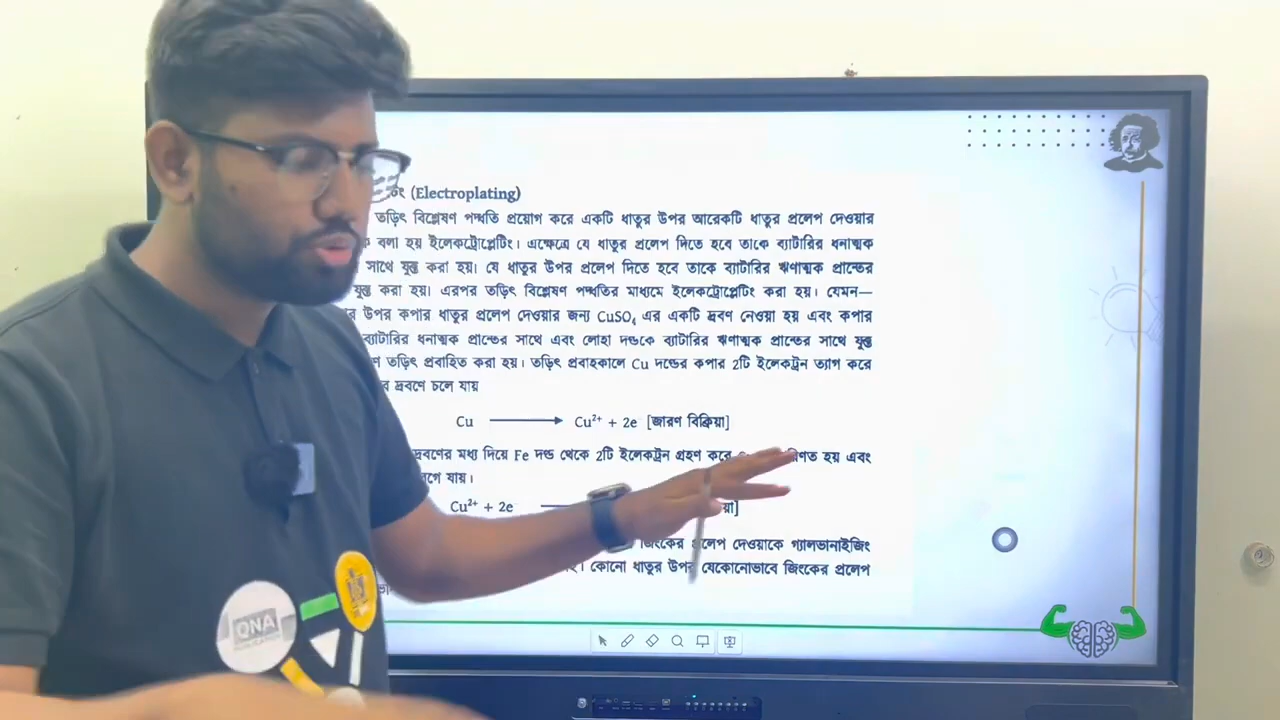 (Electroplating)
তড়িৎ বিশ্লেষণ পদ্ধতি প্রয়োগ করে একটি ধাতুর উপর আরেকটি ধাতুর প্রলেপ দেওয়ার
বলা হয় ইলেকট্রোপ্লেটিং। এক্ষেত্রে যে ধাতুর প্রলেপ দিতে হবে তাকে ব্যাটারির ধনাত্মক
সাথে যুক্ত করা হয়। যে ধাতুর উপর প্রলেপ দিতে হবে তাকে ব্যাটারির ঋণাত্মক প্রান্তের
যুক্ত করা হয়। এরপর তড়িৎ বিশ্লেষণ পদ্ধতির মাধ্যমে ইলেকট্রোপ্লেটিং করা হয়। যেমন—
উপর কপার ধাতুর প্রলেপ দেওয়ার জন্য CuSO₄ এর একটি দ্রবণ নেওয়া হয় এবং কপার
ব্যাটারির ধনাত্মক প্রান্তের সাথে এবং লোহা দন্ডকে ব্যাটারির ঋণাত্মক প্রান্তের সাথে যুক্ত
তড়িৎ প্রবাহিত করা হয়। তড়িৎ প্রবাহকালে Cu দন্ডের কপার 2টি ইলেকট্রন ত্যাগ করে
দ্রবণে চলে যায়
Cu ⟶ Cu²⁺ + 2e [জারণ বিক্রিয়া]
দ্রবণের মধ্য দিয়ে Fe দন্ড থেকে 2টি ইলেকট্রন গ্রহণ করে হয় এবং
যায়।
Cu²⁺ + 2e
জিংকের প্রলেপ দেওয়াকে গ্যালভানাইজিং
কোনো ধাতুর উপর যেকোনোভাবে জিংকের প্রলেপ
QNA